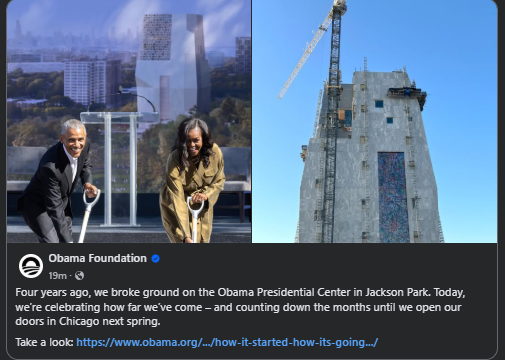 Obama Foundation
19m ·
Four years ago, we broke ground on the Obama Presidential Center in Jackson Park. Today,
we're celebrating how far we've come – and counting down the months until we open our
doors in Chicago next spring.
Take a look: https://www.obama.org/.../how-it-started-how-its-going.../